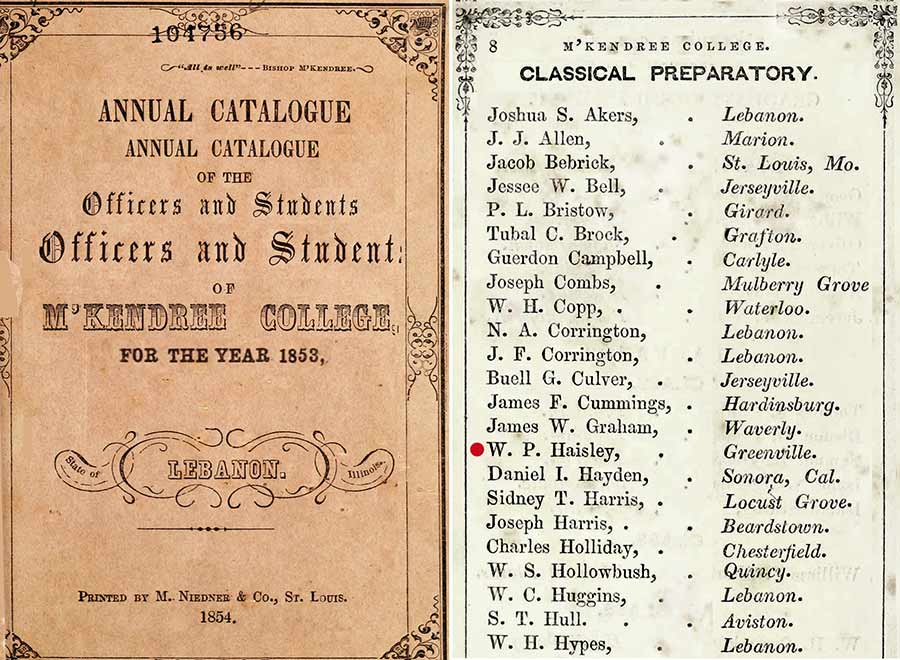 104756
"All is well"---BISHOP M'KENDREE.
ANNUAL CATALOGUE
ANNUAL CATALOGUE
OF THE
Officers and Students
Officers and Student
OF
M'KENDREE COLLEGE,
FOR THE YEAR 1853,
State of
LEBANON.
Illinois.
PRINTED BY M. NIEDNER & CO., ST. LOUIS.
1854.
8 M'KENDREE COLLEGE.
CLASSICAL PREPARATORY.
Joshua S. Akers, . Lebanon.
J. J. Allen, . Marion.
Jacob Bebrick, . St. Louis, Mo.
Jessee W. Bell, . Jerseyville.
P. L. Bristow, . Girard.
Tubal C. Brock, . Grafton.
Guerdon Campbell, . Carlyle.
Joseph Combs, . Mulberry Grove
W. H. Copp, . . Waterloo.
N. A. Corrington, Lebanon.
J. F. Corrington, . Lebanon.
Buell G. Culver, . Jerseyville.
James F. Cummings, . Hardinsburg.
James W. Graham, . Waverly.
W. P. Haisley, . Greenville.
Daniel I. Hayden, . Sonora, Cal.
Sidney T. Harris, . Locust Grove.
Joseph Harris, . . Beardstown.
Charles Holliday, . Chesterfield.
W. S. Hollowbush, . Quincy.
W. C. Huggins, . Lebanon.
S. T. Hull. . . Aviston.
W. H. Hypes, . Lebanon.